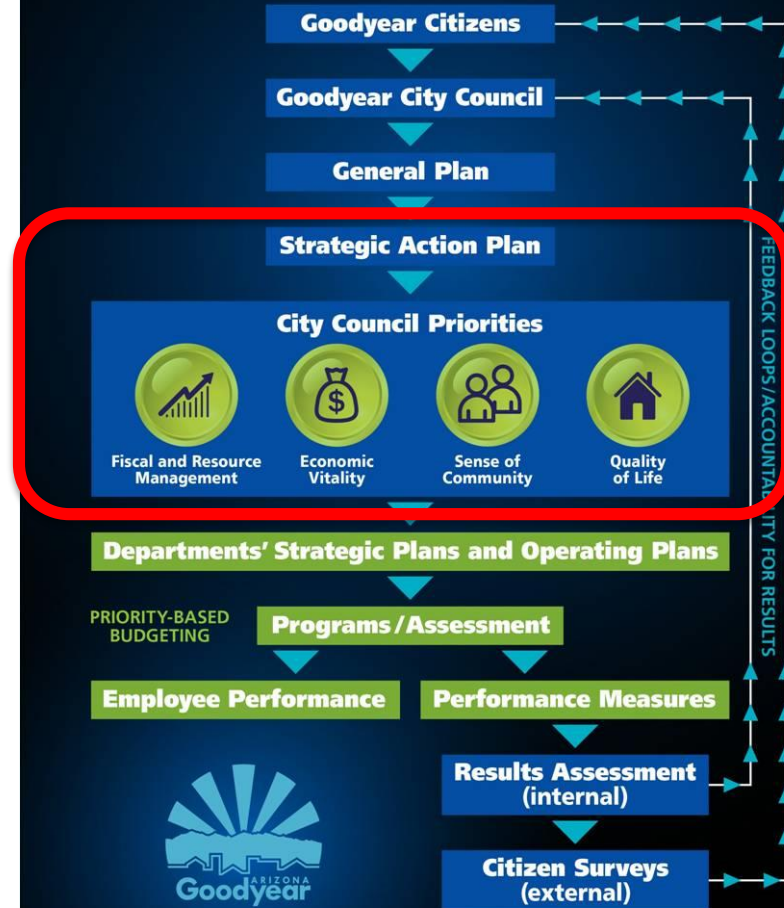 Goodyear Citizens
Goodyear City Council
General Plan
Strategic Action Plan
City Council Priorities
$
Fiscal and Resource
Management
Economic
Vitality
Sense of
Community
Quality
of Life
Departments' Strategic Plans and Operating Plans
PRIORITY-BASED
BUDGETING
Programs/Assessment
Employee Performance
Performance Measures
Results Assessment
(internal)
Citizen Surveys
(external)
FEEDBACK LOOPS/ACCOUNTABILITY FOR RESULTS
ARIZONA
Goodyear